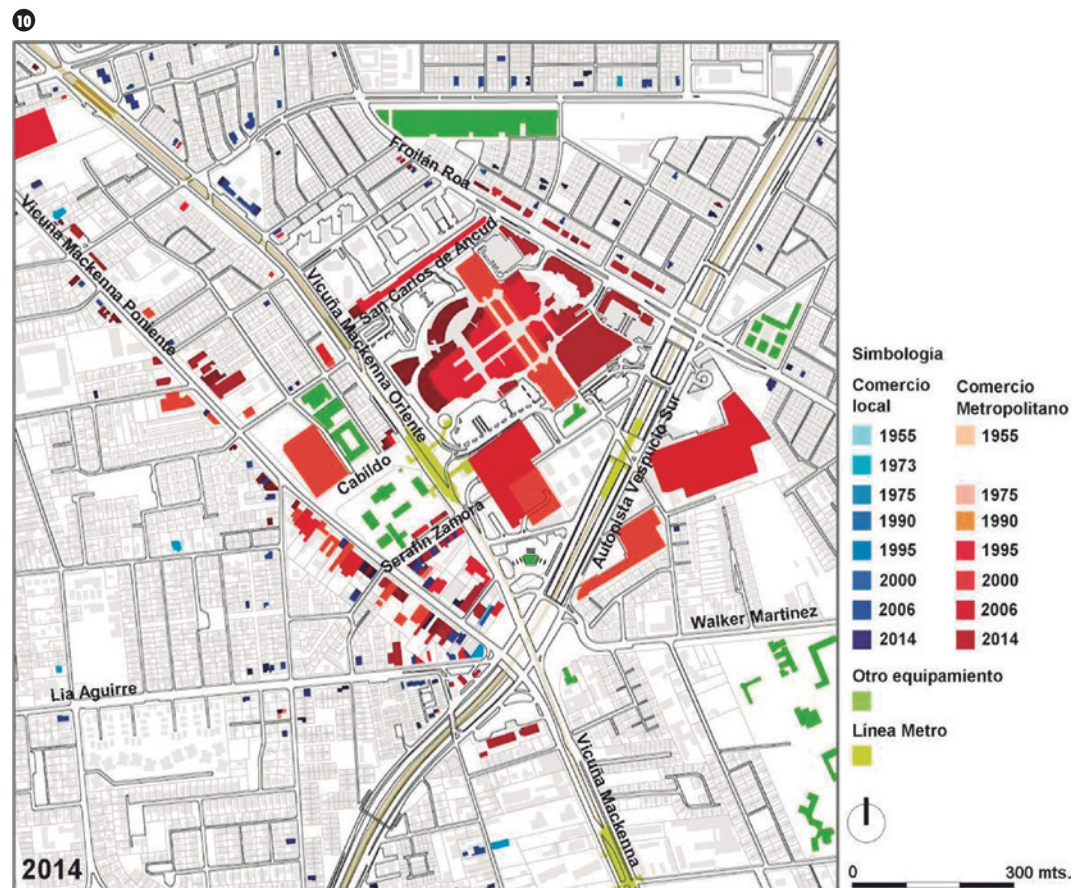 10
Froilán Roa
Vicuña Mackenna Poniente
San Carlos de Ancud
Vicuña Mackenna Oriente
Cabildo
Serafín Zamora
Autopista Vespucio Sur
Walker Martinez
Lia Aguirre
Vicuña Mackenna
2014
Simbología
Comercio local
Comercio Metropolitano
1955
1955
1973
1975
1975
1990
1990
1995
1995
2000
2000
2006
2006
2014
2014
Otro equipamiento
Línea Metro
0
300 mts.